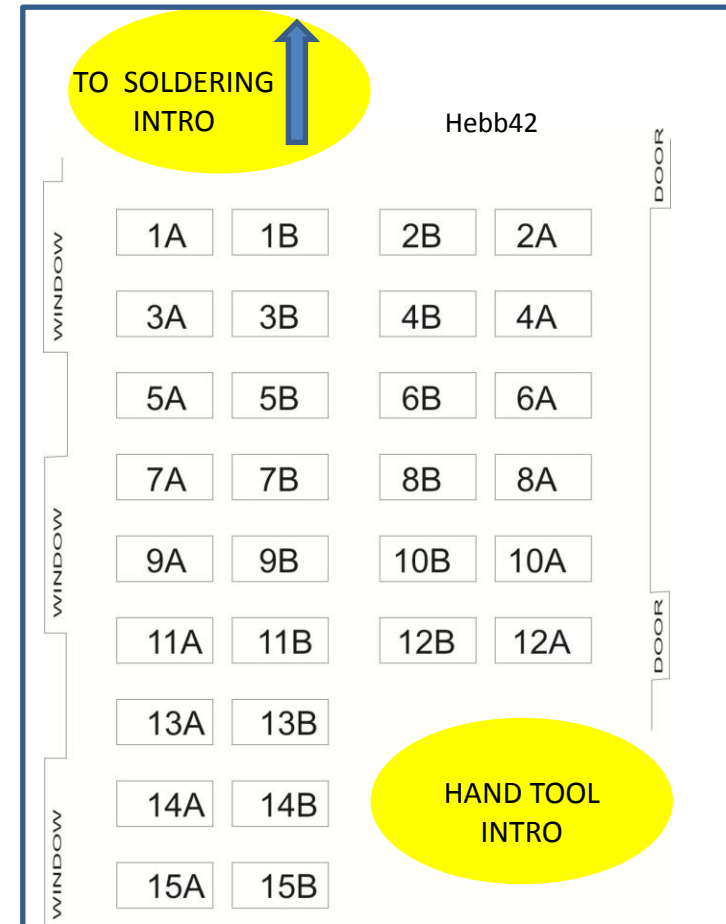 TO SOLDERING
INTRO
Hebb42
DOOR
WINDOW
1A 1B 2B 2A
3A 3B 4B 4A
5A 5B 6B 6A
7A 7B 8B 8A
WINDOW
9A 9B 10B 10A
DOOR
11A 11B 12B 12A
13A 13B
HAND TOOL
INTRO
14A 14B
WINDOW
15A 15B